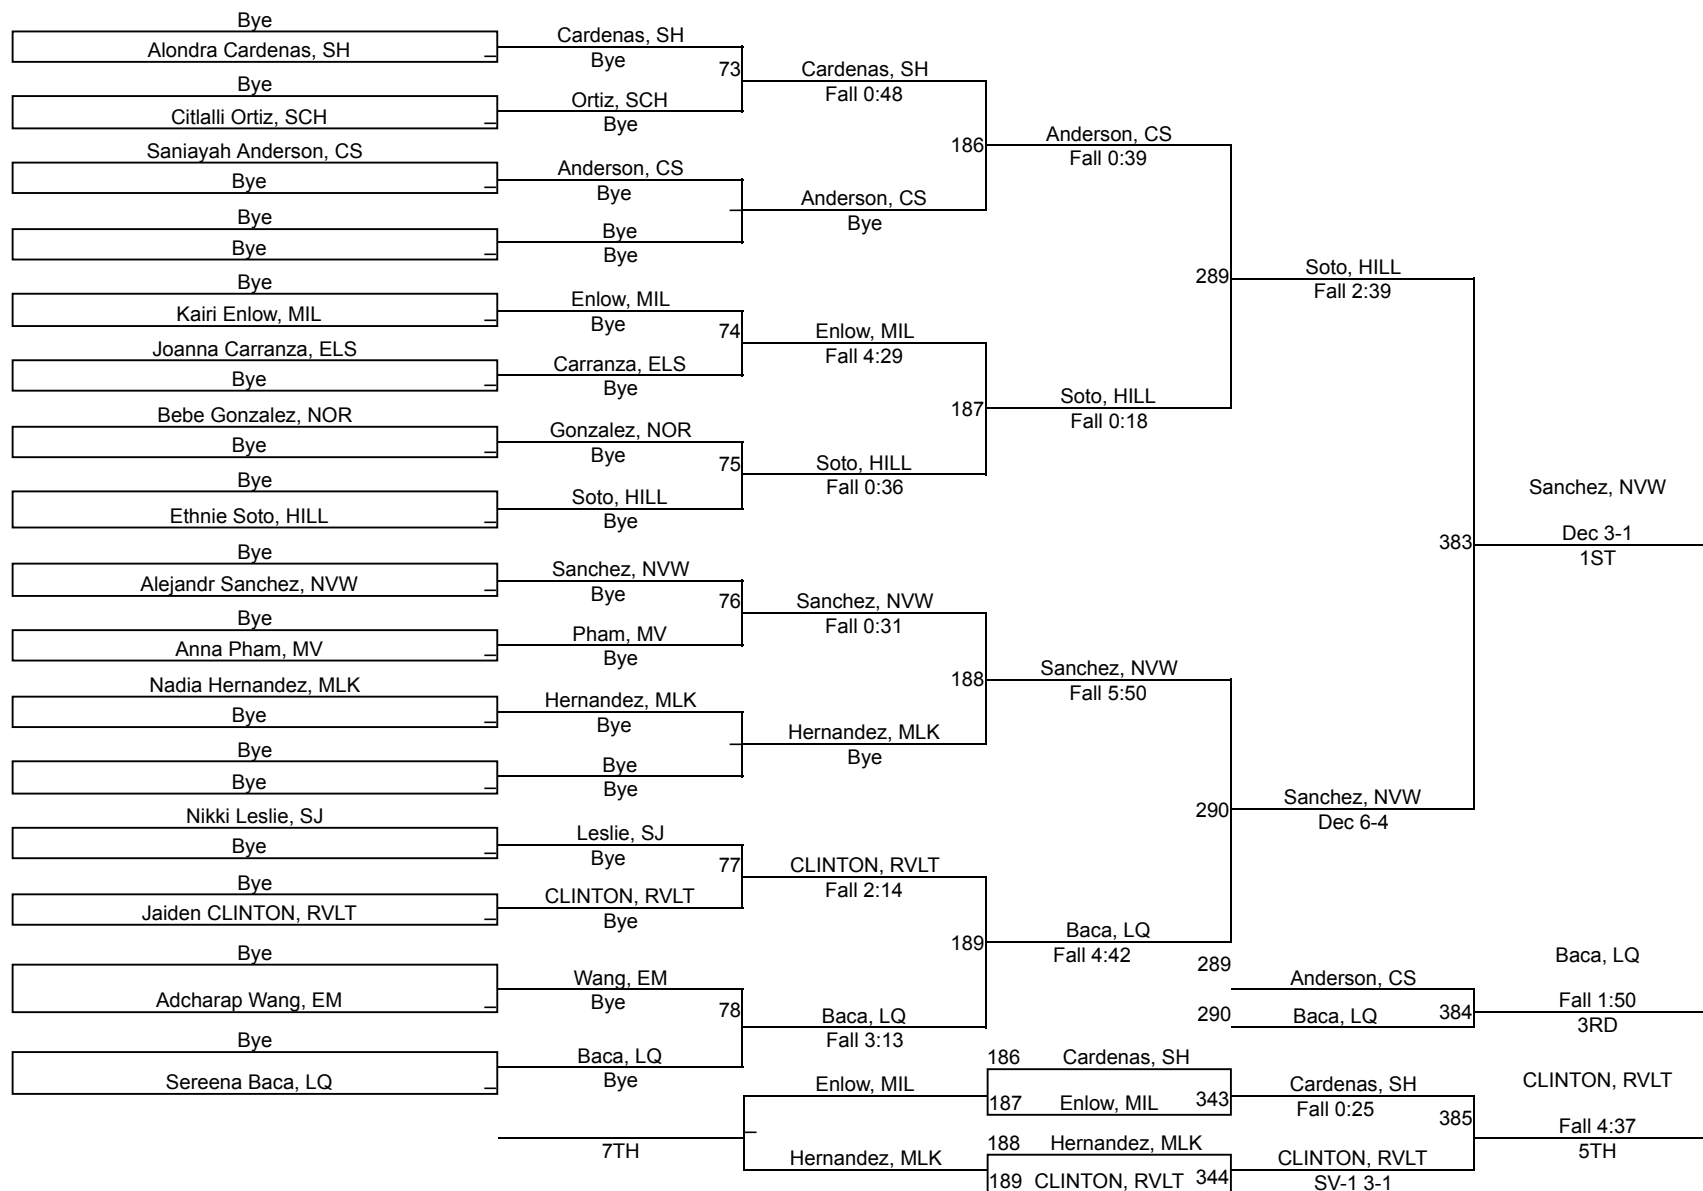 Bye
Alondra Cardenas, SH
Bye
Citlalli Ortiz, SCH
Saniayah Anderson, CS
Bye
Bye
Bye
Bye
Kairi Enlow, MIL
Joanna Carranza, ELS
Bye
Bebe Gonzalez, NOR
Bye
Bye
Ethnie Soto, HILL
Bye
Alejandr Sanchez, NVW
Bye
Anna Pham, MV
Nadia Hernandez, MLK
Bye
Bye
Bye
Nikki Leslie, SJ
Bye
Bye
Jaiden CLINTON, RVLT
Bye
Adcharap Wang, EM
Bye
Sereena Baca, LQ
Cardenas, SH
Bye
73
Ortiz, SCH
Bye
Anderson, CS
Bye
Bye
Bye
Enlow, MIL
Bye
74
Carranza, ELS
Bye
Gonzalez, NOR
Bye
75
Soto, HILL
Bye
Sanchez, NVW
Bye
76
Pham, MV
Bye
Hernandez, MLK
Bye
Bye
Bye
Leslie, SJ
Bye
77
CLINTON, RVLT
Bye
Wang, EM
Bye
78
Baca, LQ
Bye
7TH
Cardenas, SH
Fall 0:48
186
Anderson, CS
Bye
Enlow, MIL
Fall 4:29
187
Soto, HILL
Fall 0:36
Sanchez, NVW
Fall 0:31
188
Hernandez, MLK
Bye
CLINTON, RVLT
Fall 2:14
189
Baca, LQ
Fall 3:13
Enlow, MIL
Hernandez, MLK
Anderson, CS
Fall 0:39
289
Soto, HILL
Fall 0:18
Sanchez, NVW
Fall 5:50
290
Baca, LQ
Fall 4:42
186 Cardenas, SH
187 Enlow, MIL 343
188 Hernandez, MLK
189 CLINTON, RVLT 344
Soto, HILL
Fall 2:39
383
Sanchez, NVW
Dec 6-4
289 Anderson, CS
290 Baca, LQ 384
Cardenas, SH
Fall 0:25
385
CLINTON, RVLT
SV-1 3-1
Sanchez, NVW
Dec 3-1
1ST
Baca, LQ
Fall 1:50
3RD
CLINTON, RVLT
Fall 4:37
5TH